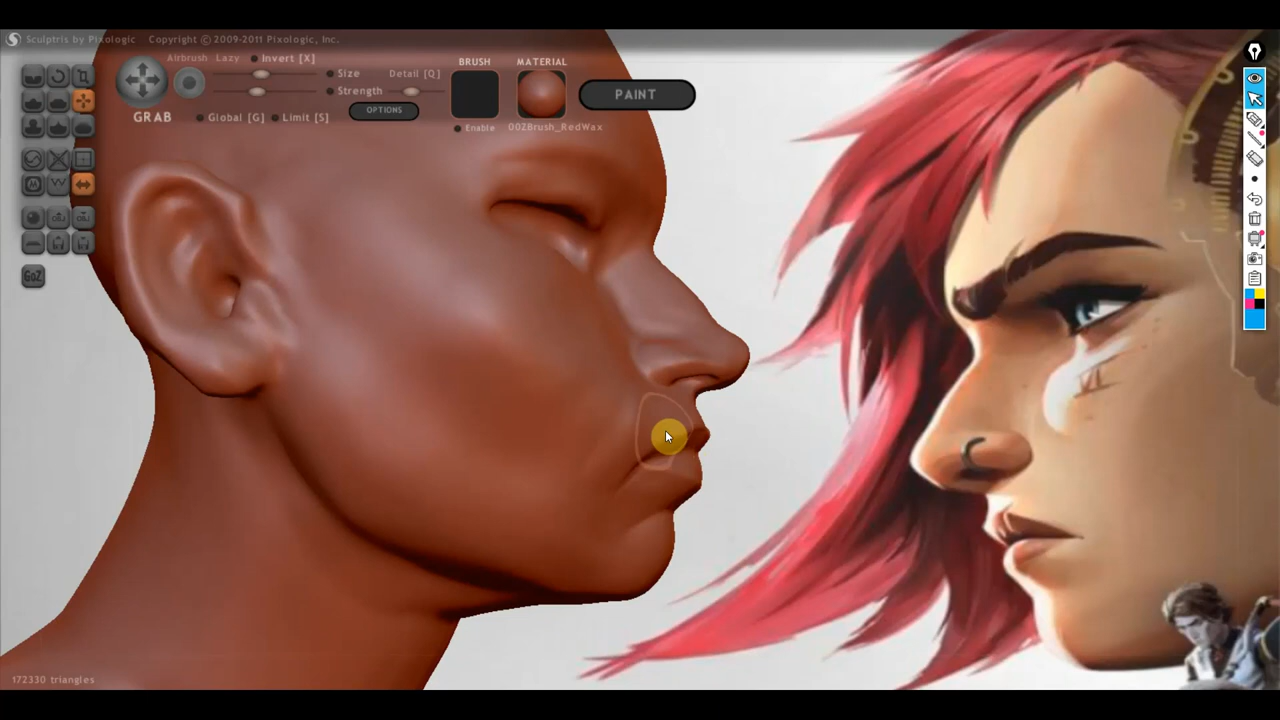 Sculptris by Pixologic Copyright © 2009-2011 Pixologic, Inc.
Airbrush Lazy Invert [X]
Size Detail [Q]
Strength
OPTIONS
GRAB Global [G] Limit [S]
BRUSH
Enable
MATERIAL
00ZBrush_RedWax
PAINT
GoZ
172330 triangles